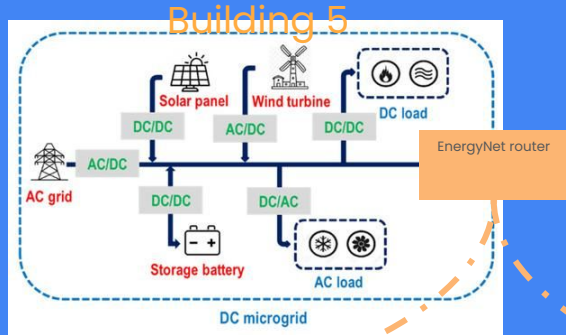 Building 5
Solar panel
Wind turbine
DC load
DC/DC
AC/DC
DC/DC
EnergyNet router
AC/DC
AC grid
DC/DC
DC/AC
Storage battery
AC load
DC microgrid